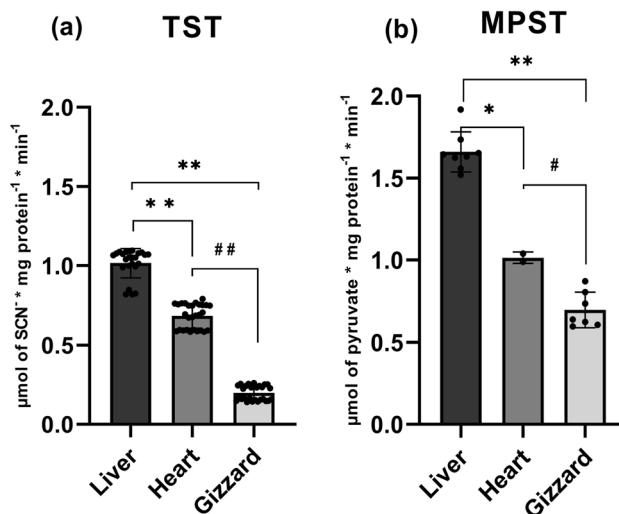 (a) TST
μmol of SCN⁻ * mg protein⁻¹ * min⁻¹
2.0
1.5
1.0
0.5
0.0
**
* *
##
Liver
Heart
Gizzard
(b) MPST
μmol of pyruvate * mg protein⁻¹ * min⁻¹
2.0
1.5
1.0
0.5
0.0
**
*
#
Liver
Heart
Gizzard